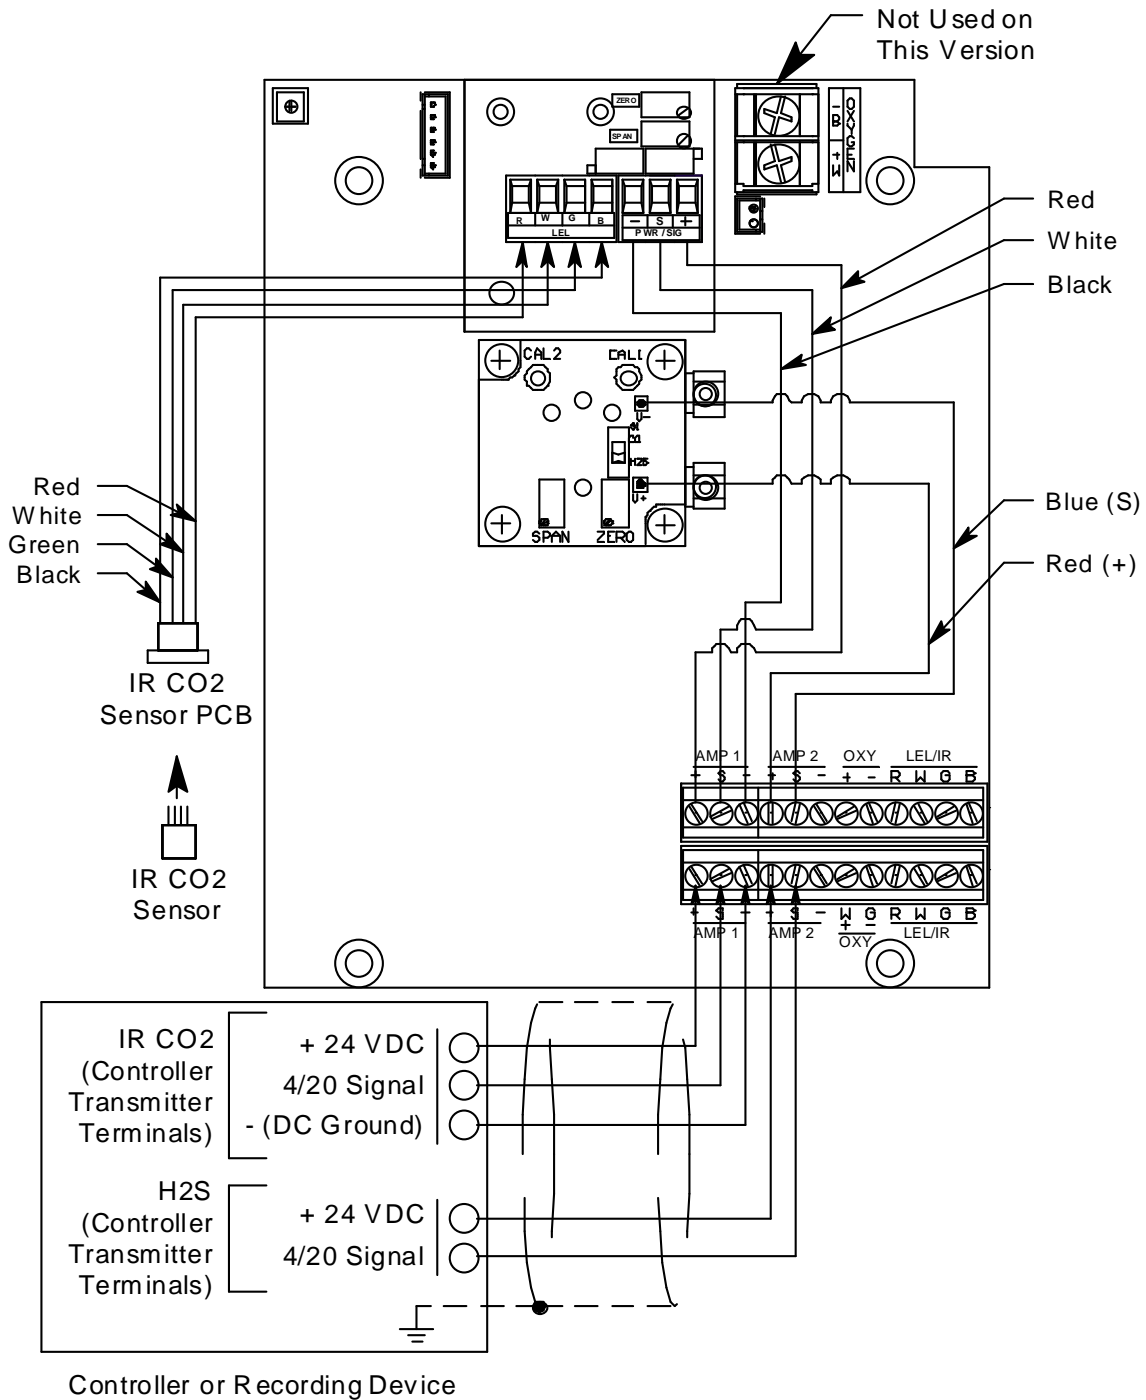 Not Used on
This Version
ZERO
SPAN
- B
+ W
OXYGEN
R W G B
LEL
- S +
PWR/SIG
Red
White
Black
CAL2
CAL1
V-
H2S
V+
SPAN
ZERO
Red
White
Green
Black
Blue (S)
Red (+)
IR CO2
Sensor PCB
IR CO2
Sensor
AMP 1 AMP 2 OXY LEL/IR
+ S - + S - + - R W G B
+ S - + S - W G R W G B
+ -
AMP 1 AMP 2 OXY LEL/IR
IR CO2
(Controller
Transmitter
Terminals)
+ 24 VDC
4/20 Signal
- (DC Ground)
H2S
(Controller
Transmitter
Terminals)
+ 24 VDC
4/20 Signal
Controller or Recording Device